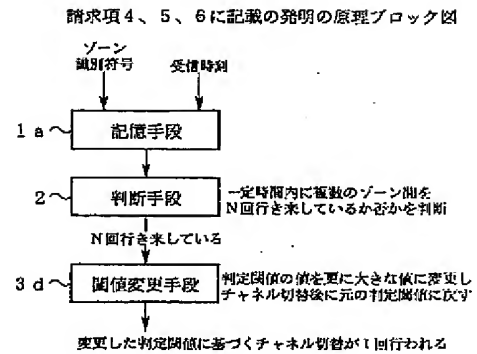 請求項4、5、6に記載の発明の原理ブロック図
ゾーン
識別符号
受信時刻
1a
記憶手段
2
判断手段
一定時間内に複数のゾーン間を
N回行き来しているか否かを判断
N回行き来している
3d
閾値変更手段
判定閾値の値を更に大きな値に変更し
チャネル切替後に元の判定閾値に戻す
変更した判定閾値に基づくチャネル切替が1回行われる